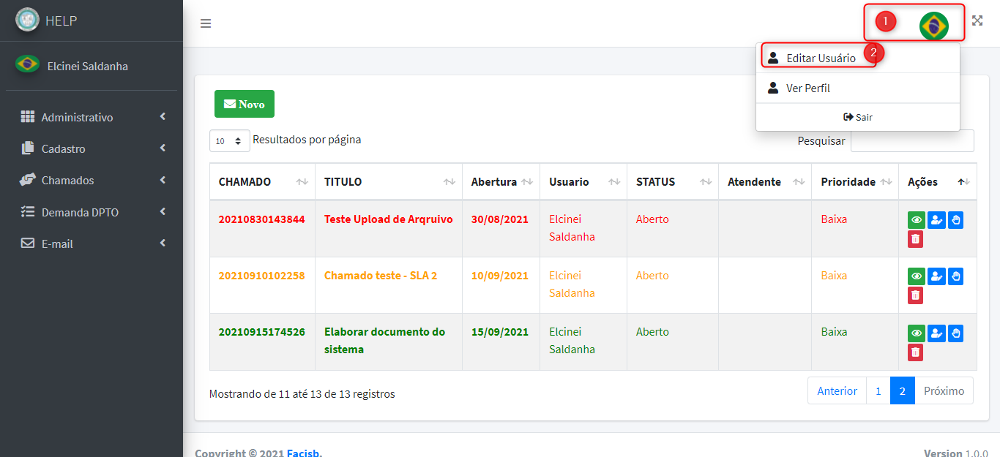 HELP
Elcinei Saldanha
Administrativo
Cadastro
Chamados
Demanda DPTO
E-mail
1
Editar Usuário 2
Ver Perfil
Sair
Novo
10 Resultados por página
Pesquisar
CHAMADO TITULO Abertura Usuario STATUS Atendente Prioridade Ações
20210830143844 Teste Upload de Arqruivo 30/08/2021 Elcinei Saldanha Aberto Baixa
20210910102258 Chamado teste - SLA 2 10/09/2021 Elcinei Saldanha Aberto Baixa
20210915174526 Elaborar documento do sistema 15/09/2021 Elcinei Saldanha Aberto Baixa
Mostrando de 11 até 13 de 13 registros
Anterior 1 2 Próximo
Copyright © 2021 Facisb.
Version 1.0.0